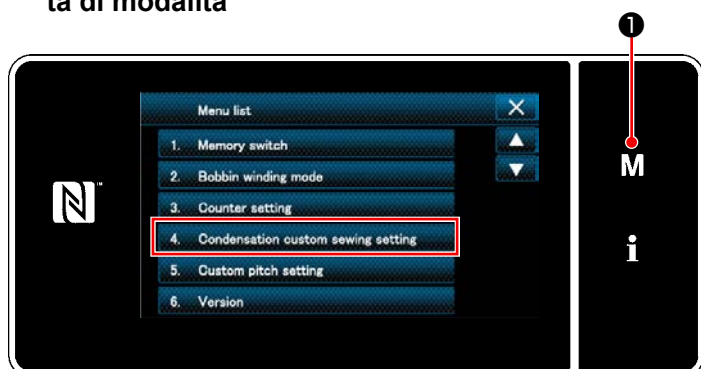 ta di modalità
❶
Menu list
1. Memory switch
2. Bobbin winding mode
3. Counter setting
4. Condensation custom sewing setting
5. Custom pitch setting
6. Version
N
M
i